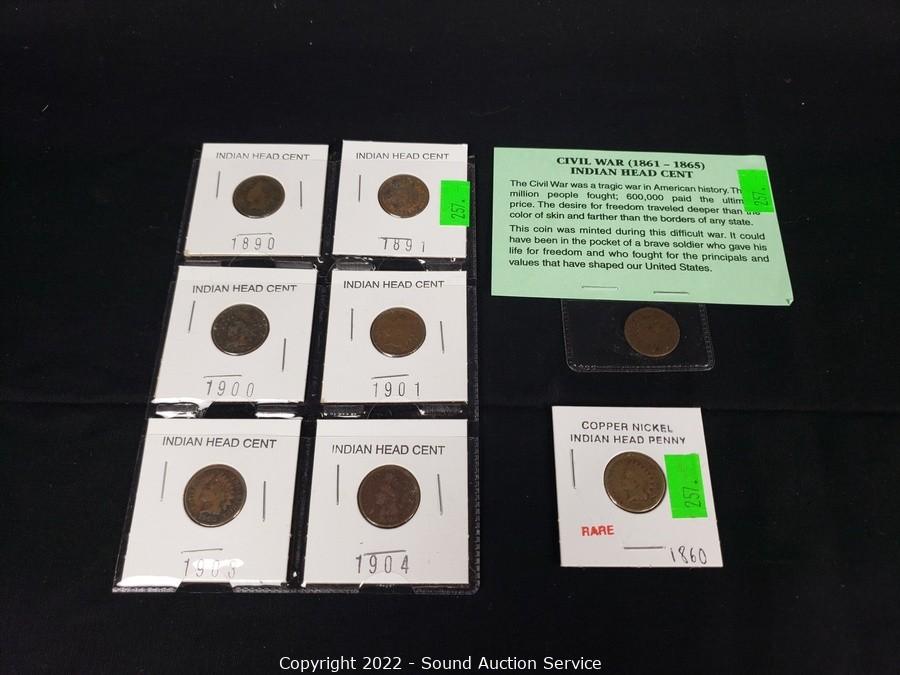 INDIAN HEAD CENT
1890
INDIAN HEAD CENT
257.
1891
INDIAN HEAD CENT
1900
INDIAN HEAD CENT
1901
INDIAN HEAD CENT
1903
INDIAN HEAD CENT
1904
CIVIL WAR (1861 – 1865)
INDIAN HEAD CENT
The Civil War was a tragic war in American history.
million people fought; 600,000 paid the
price. The desire for freedom traveled deeper than
color of skin and farther than the borders of any state.
This coin was minted during this difficult war. It could
have been in the pocket of a brave soldier who gave his
life for freedom and who fought for the principals and
values that have shaped our United States.
257.
COPPER NICKEL
INDIAN HEAD PENNY
257.
RARE
1860
Copyright 2022 - Sound Auction Service